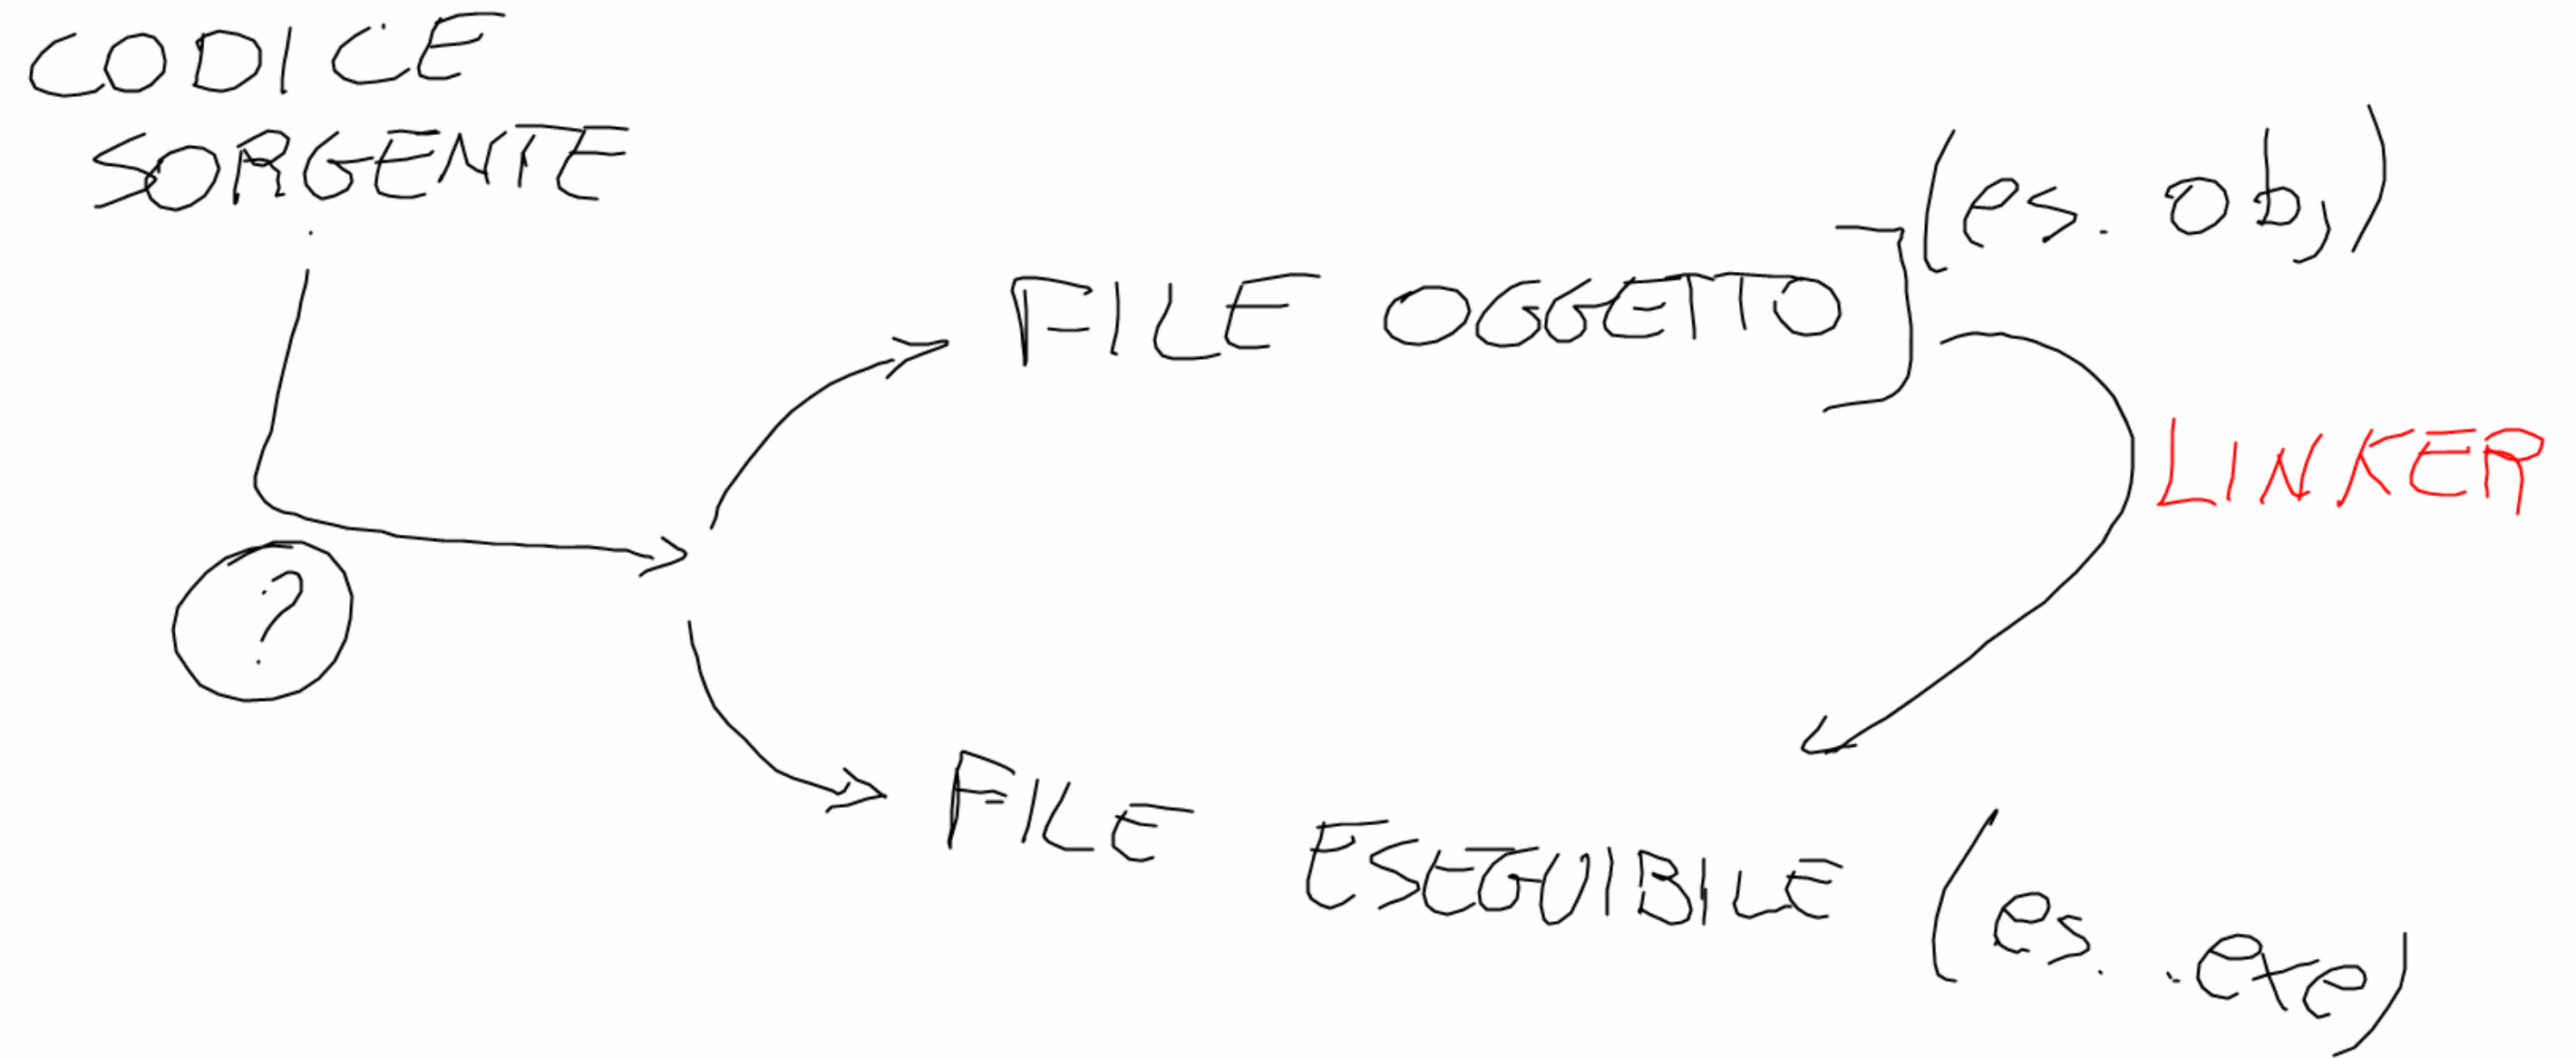 CODICE
SORGENTE
(es. obj)
FILE OGGETTO
LINKER
?
FILE ESEGUIBILE (es. .exe)